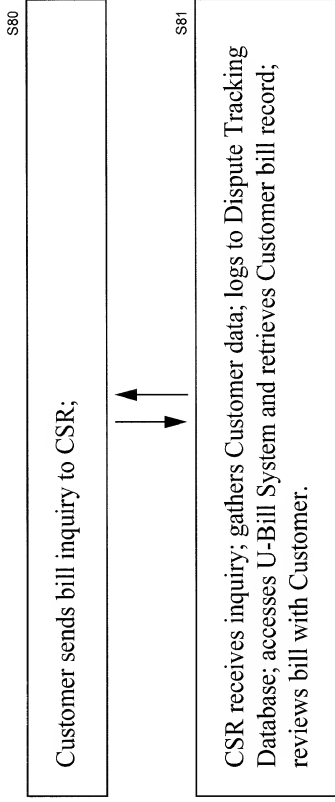 S80
Customer sends bill inquiry to CSR;
S81
CSR receives inquiry; gathers Customer data; logs to Dispute Tracking
Database; accesses U-Bill System and retrieves Customer bill record;
reviews bill with Customer.